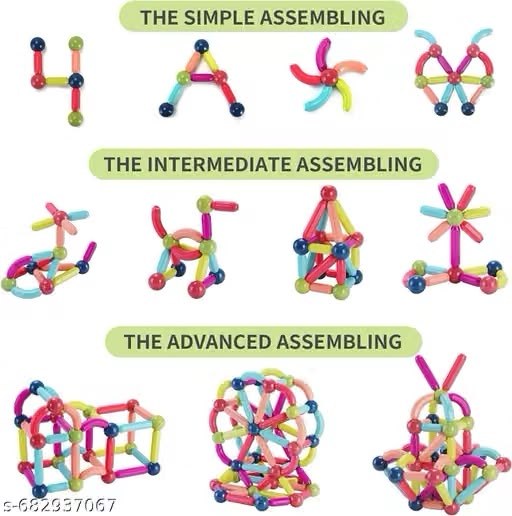 THE SIMPLE ASSEMBLING
THE INTERMEDIATE ASSEMBLING
THE ADVANCED ASSEMBLING
s-682937067